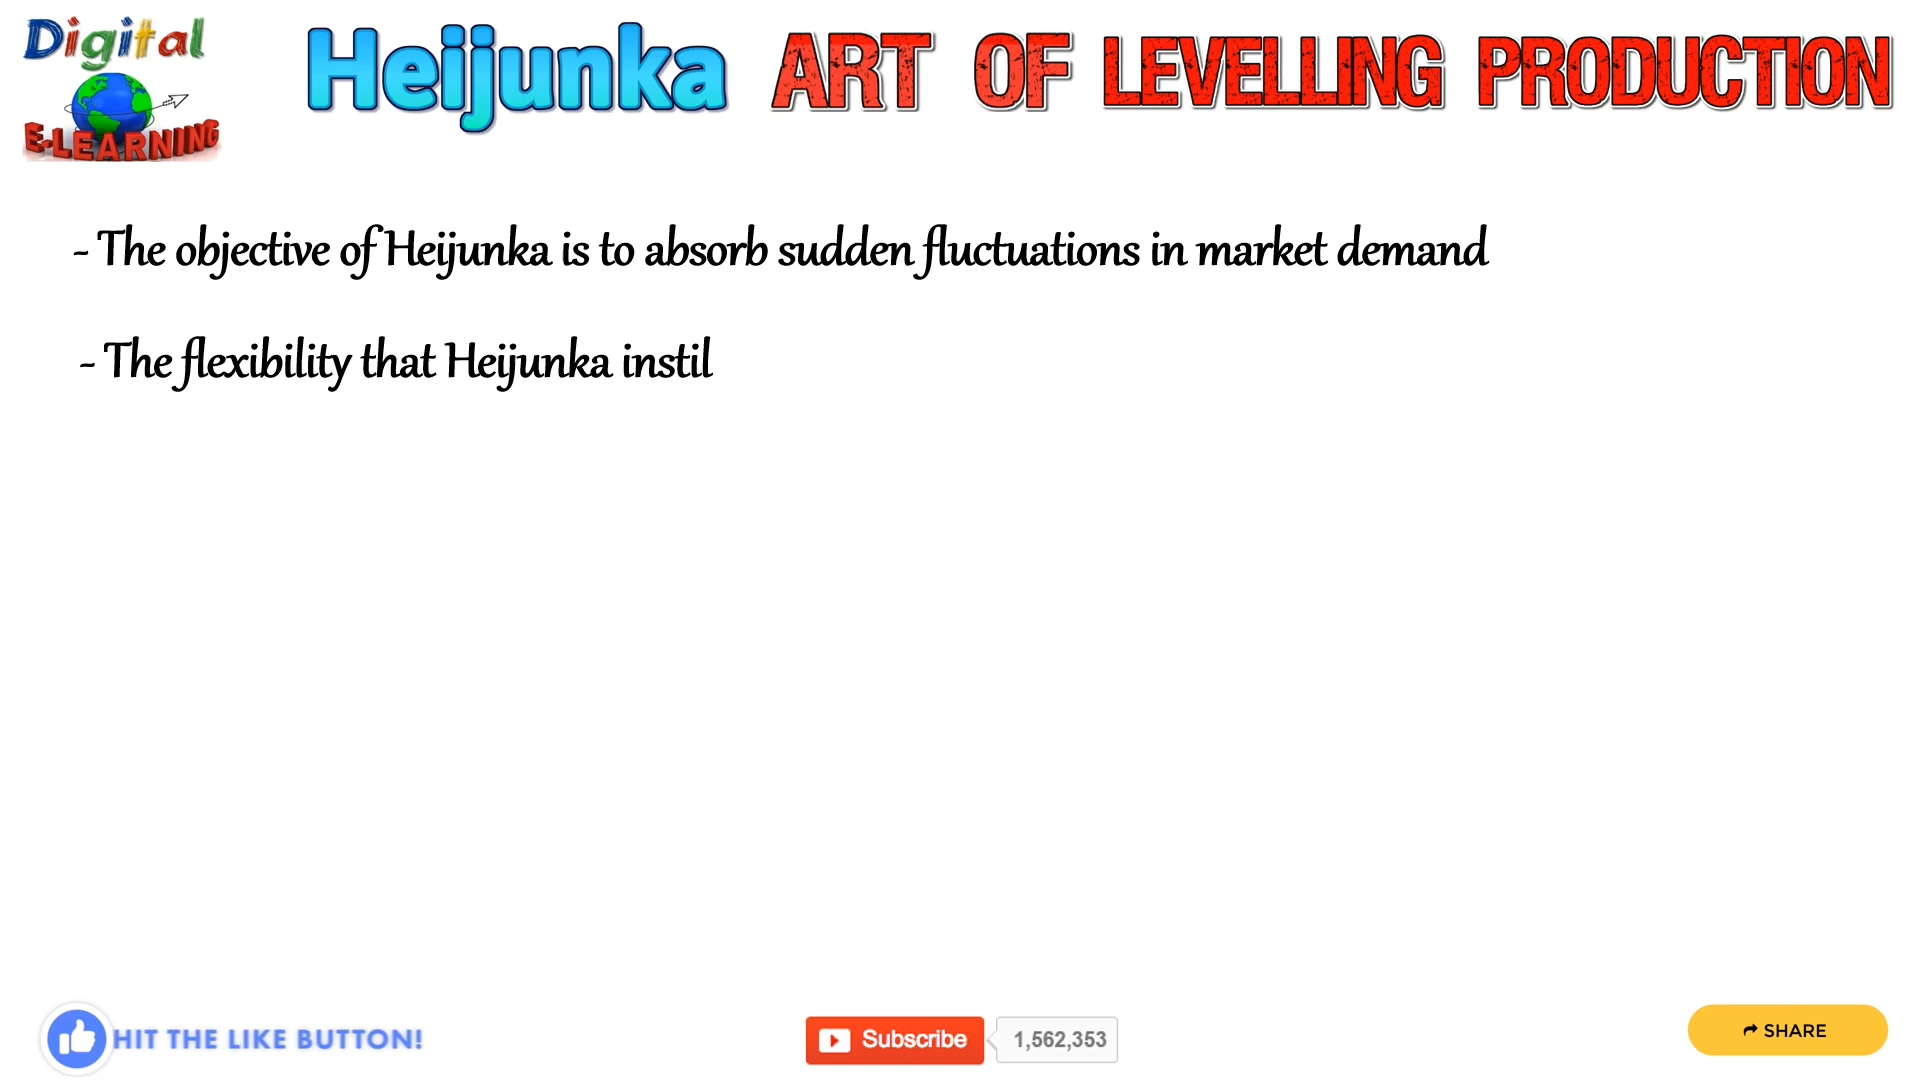 Digital
E-LEARNING
Heijunka ART OF LEVELLING PRODUCTION
- The objective of Heijunka is to absorb sudden fluctuations in market demand
- The flexibility that Heijunka instil
HIT THE LIKE BUTTON!
Subscribe 1,562,353
SHARE